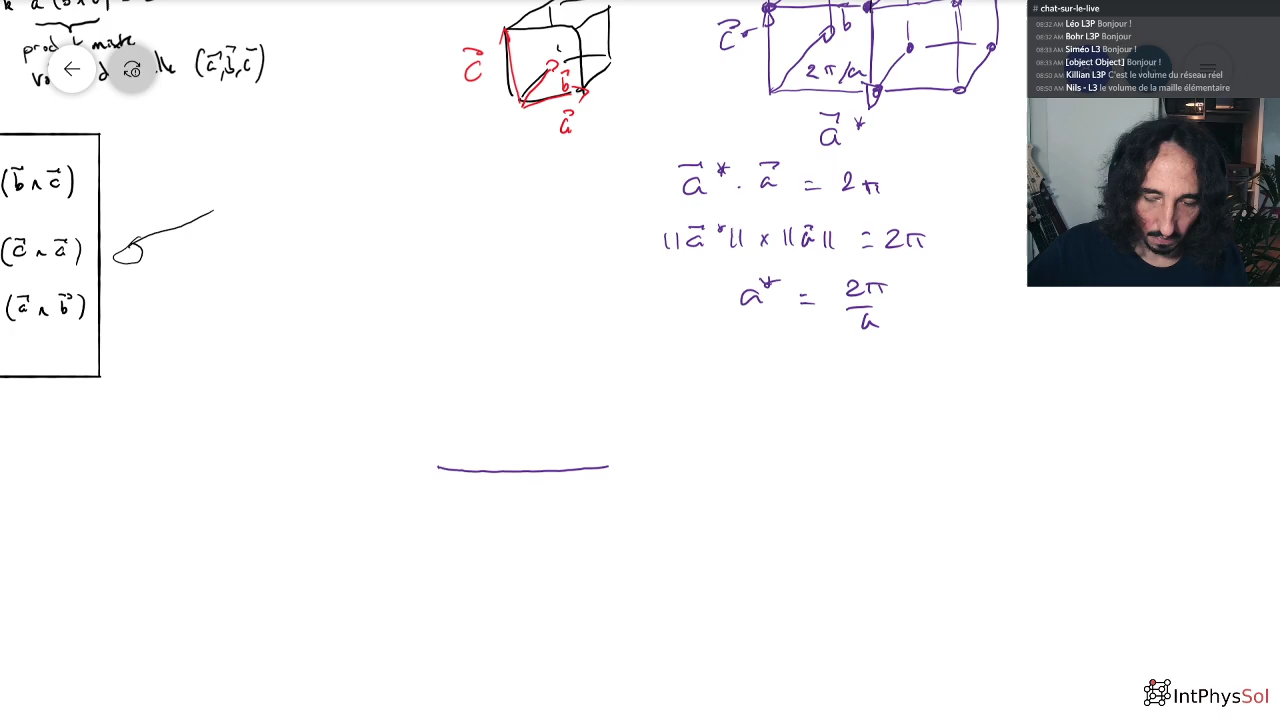 prod mixte
(a⃗,b⃗,c⃗)
(b⃗ ∧ c⃗)
(c⃗ ∧ a⃗)
(a⃗ ∧ b⃗)
c⃗
b⃗
a⃗
c⃗*
b
2π/a
a⃗*
a⃗* . a⃗ = 2π
||a⃗*|| × ||a⃗|| = 2π
a* = 2π/a
# chat-sur-le-live
08:32 AM Léo L3P Bonjour !
08:32 AM Bohr L3P Bonjour
08:33 AM Siméo L3 Bonjour !
08:33 AM [object Object] Bonjour !
08:50 AM Killian L3P C'est le volume du réseau réel
08:50 AM Nils - L3 le volume de la maille élémentaire
IntPhysSol